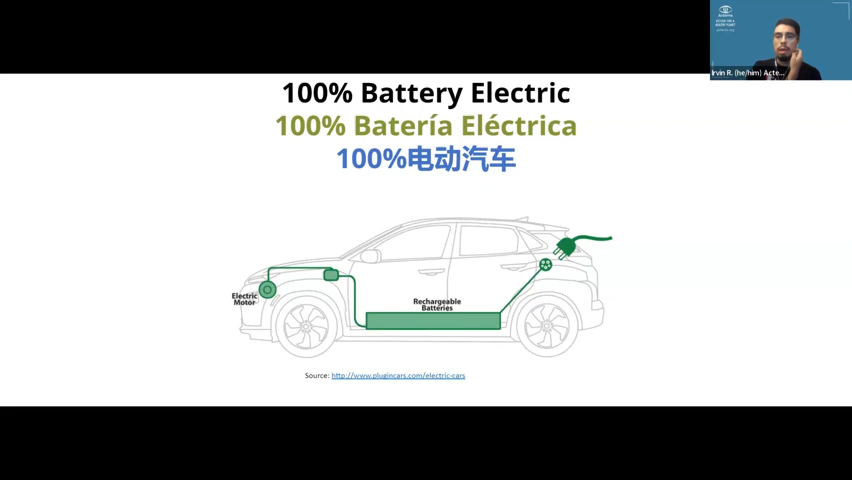 100% Battery Electric
100% Batería Eléctrica
100%电动汽车
Electric
Motor
Rechargeable
Batteries
Source: http://www.plugincars.com/electric-cars
Irvin R. (he/him) Acte...